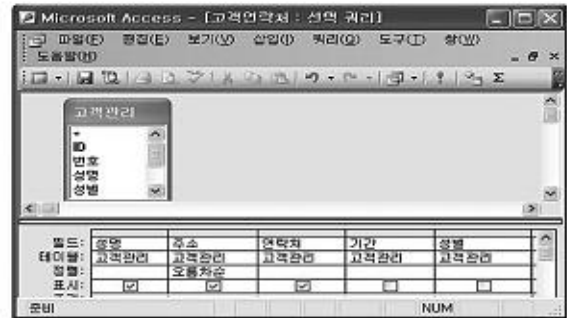 Microsoft Access - [고객연락처 : 선택 쿼리]
파일(F) 편집(E) 보기(V) 삽입(I) 쿼리(Q) 도구(T) 창(W)
도움말(H)
고객관리
*
ID
번호
성명
성별
필드: 성명 주소 연락처 기간 성별
테이블: 고객관리 고객관리 고객관리 고객관리 고객관리
정렬: 오름차순
표시:
준비 NUM